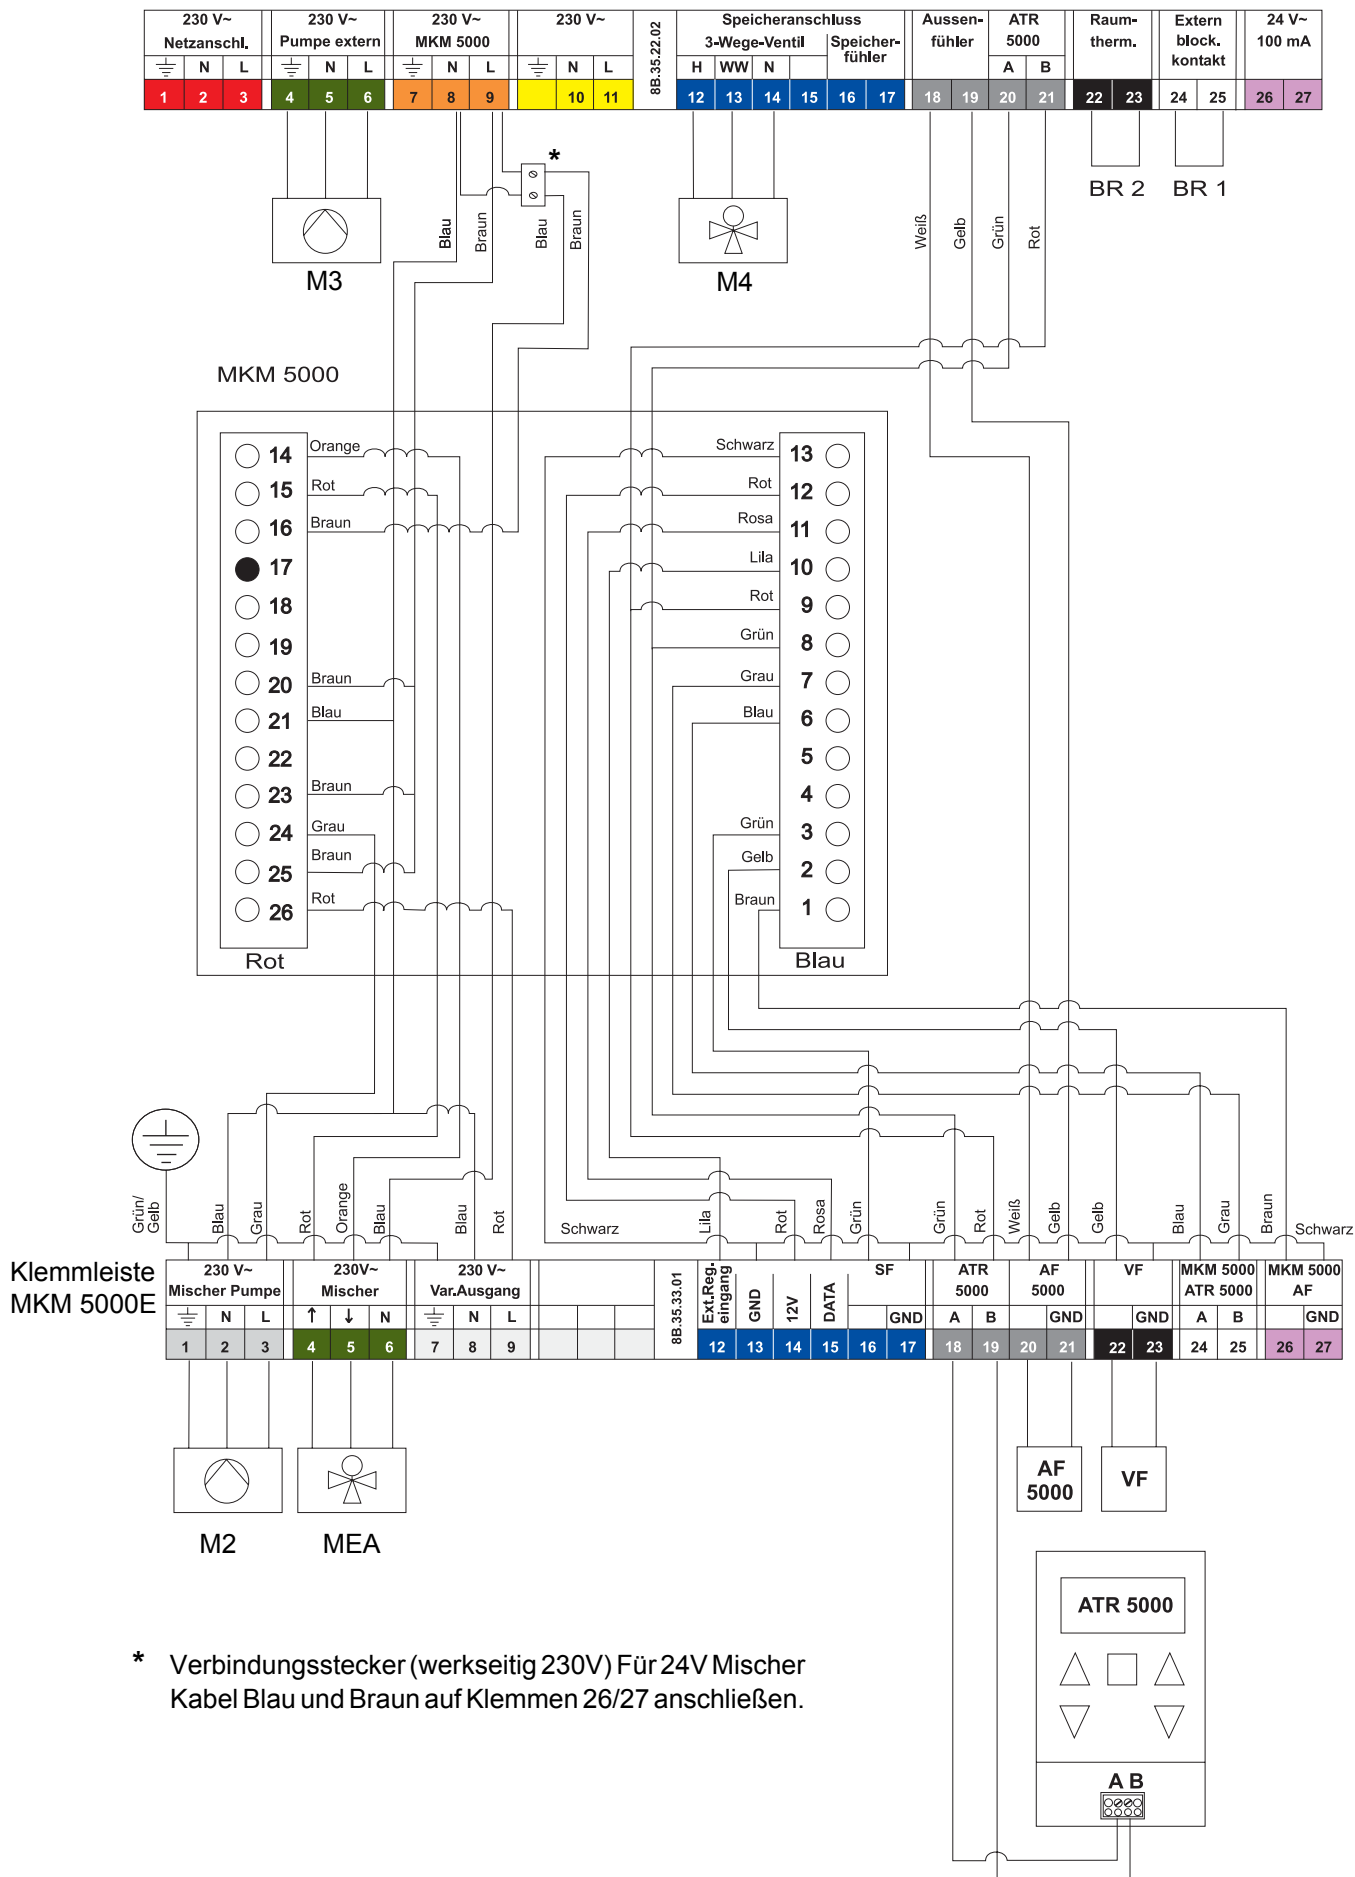 230 V~ 230 V~ 230 V~ 230 V~ Speicheranschluss Aussen- ATR Raum- Extern 24 V~
Netzanschl. Pumpe extern MKM 5000 3-Wege-Ventil Speicher- fühler 5000 therm. block. 100 mA
fühler kontakt
N L N L N L N L H WW N A B
8B.35.22.02
1 2 3 4 5 6 7 8 9 10 11 12 13 14 15 16 17 18 19 20 21 22 23 24 25 26 27
*
BR 2 BR 1
Blau Braun Blau Braun Weiß Gelb Grün Rot
M3 M4
MKM 5000
Orange 14 Schwarz 13
Rot 15 Rot 12
Braun 16 Rosa 11
17 Lila 10
18 Rot 9
19 Grün 8
Braun 20 Grau 7
Blau 21 Blau 6
22 5
Braun 23 4
Grau 24 Grün 3
Braun 25 Gelb 2
Rot 26 Braun 1
Rot Blau
Grün/
Gelb
Blau Grau Rot Orange Blau Blau Rot Schwarz Lila Rot Rosa Grün Grün Rot Weiß Gelb Gelb Blau Grau Braun Schwarz
Klemmleiste
MKM 5000E
230 V~ 230V~ 230 V~ SF ATR AF VF MKM 5000 MKM 5000
Mischer Pumpe Mischer Var.Ausgang 5000 5000 ATR 5000 AF
8B.35.33.01
Ext.Reg.
eingang
GND 12V DATA
N L ↑ ↓ N N L GND A B GND GND A B GND
1 2 3 4 5 6 7 8 9 12 13 14 15 16 17 18 19 20 21 22 23 24 25 26 27
M2 MEA
AF
5000
VF
ATR 5000
A B
* Verbindungsstecker (werkseitig 230V) Für 24V Mischer
Kabel Blau und Braun auf Klemmen 26/27 anschließen.